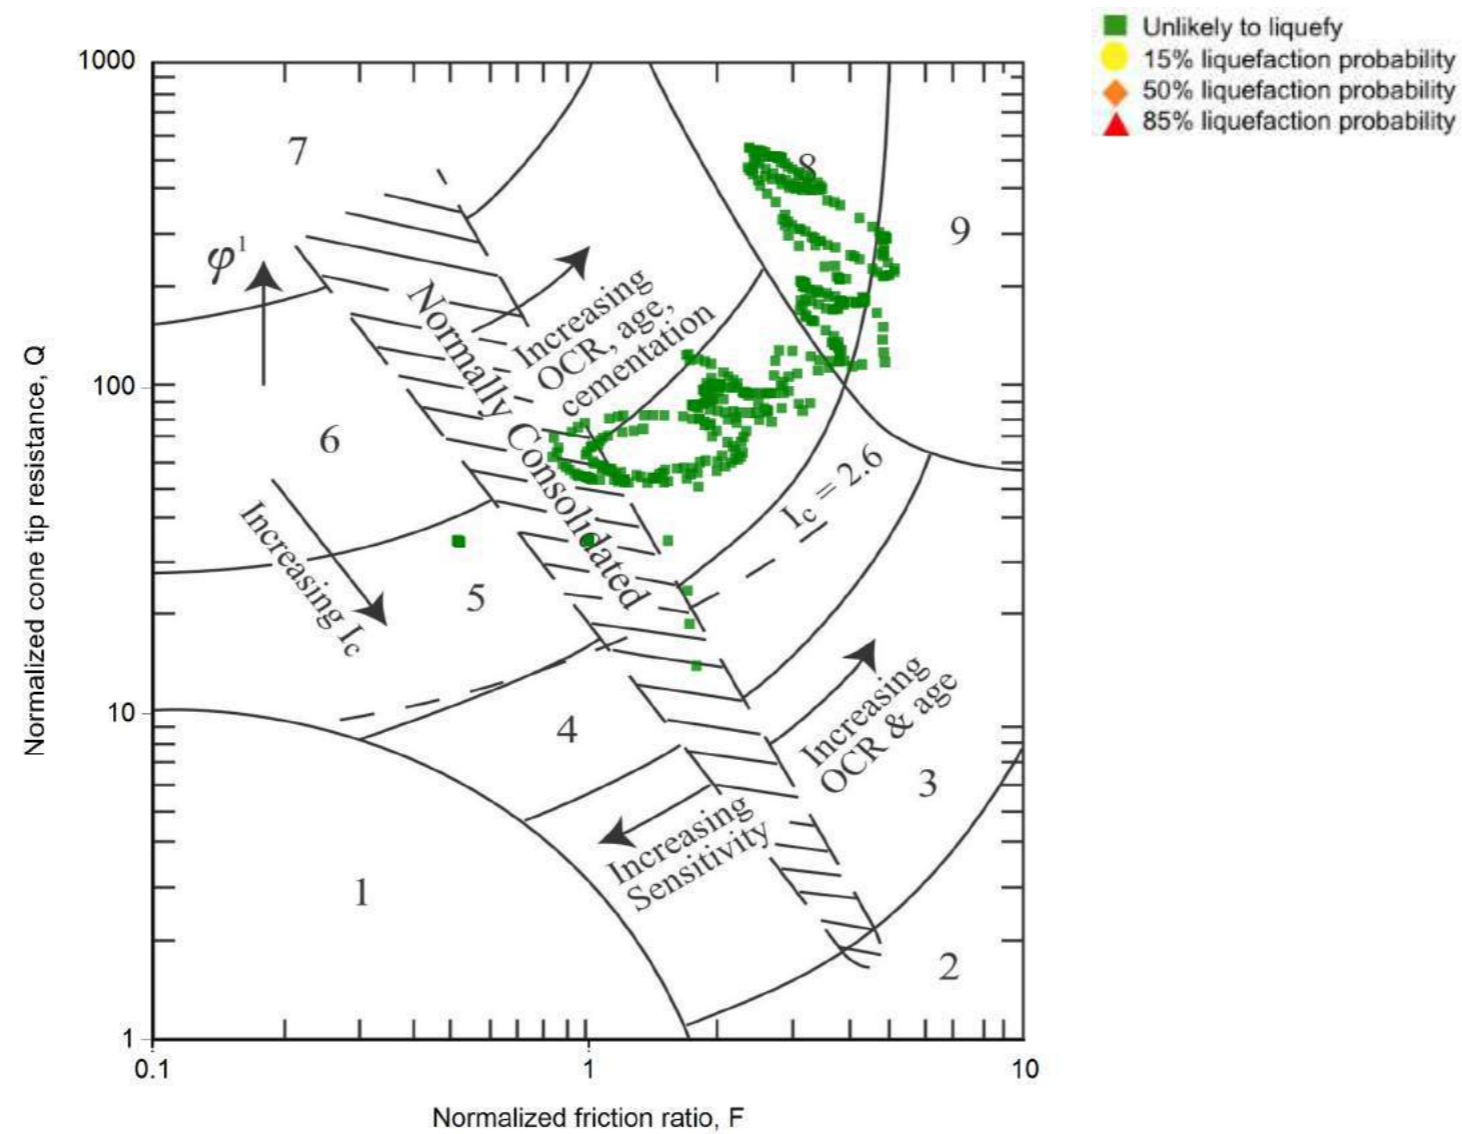 Unlikely to liquefy
15% liquefaction probability
50% liquefaction probability
85% liquefaction probability
1000
100
10
1
Normalized cone tip resistance, Q
7
8
9
φ1
Normally Consolidated
Increasing
OCR, age,
cementation
6
Ic = 2.6
Increasing Ic
5
4
Increasing
OCR & age
3
Increasing
Sensitivity
1
2
0.1
1
10
Normalized friction ratio, F